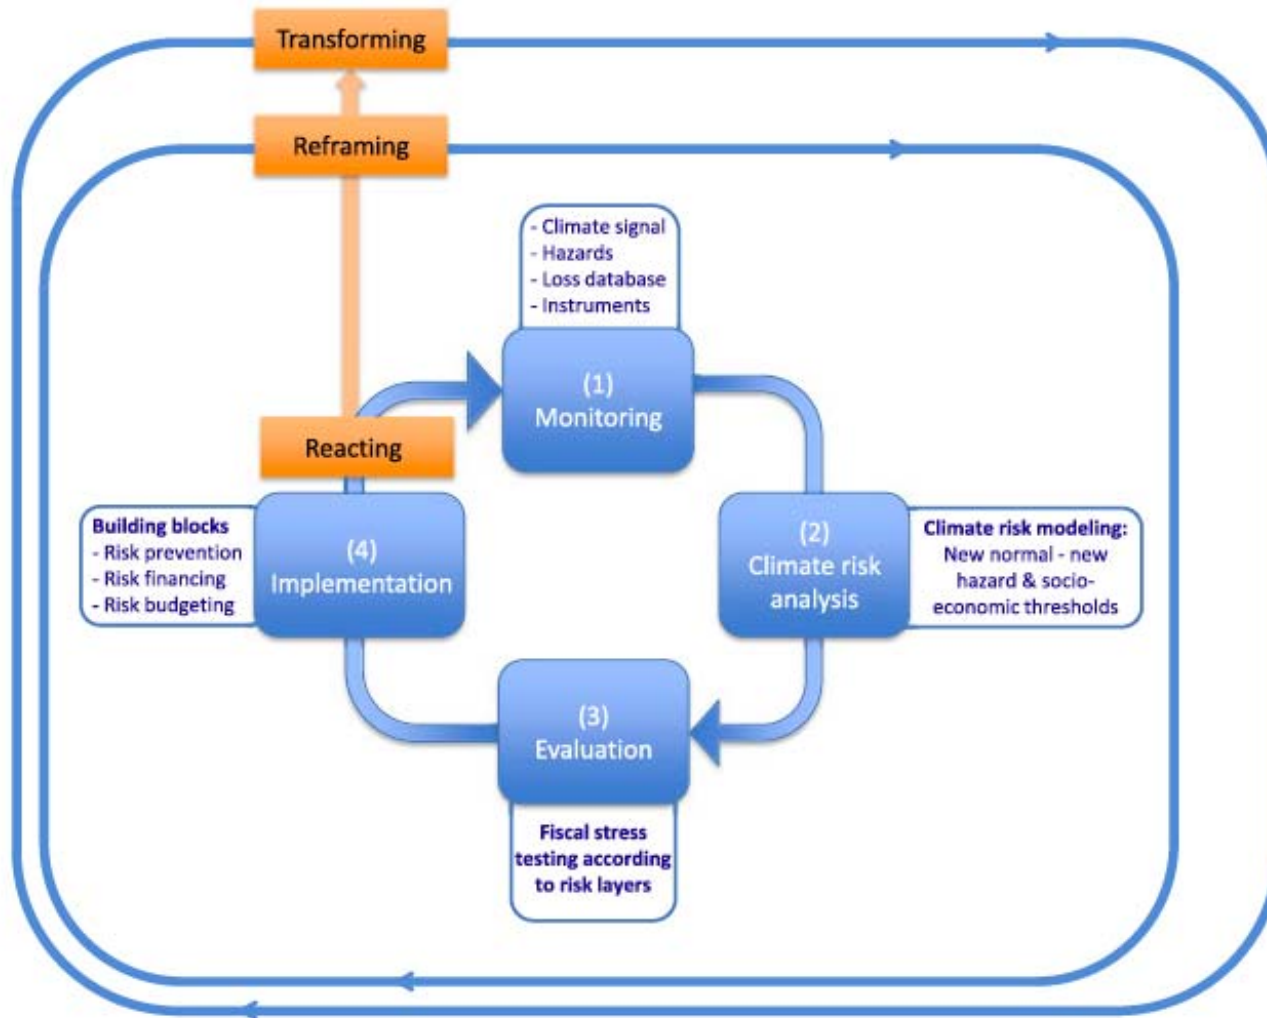 Transforming
Reframing
- Climate signal
- Hazards
- Loss database
- Instruments
(1)
Monitoring
Reacting
Building blocks
- Risk prevention
- Risk financing
- Risk budgeting
(4)
Implementation
(2)
Climate risk
analysis
Climate risk modeling:
New normal - new
hazard & socio-
economic thresholds
(3)
Evaluation
Fiscal stress
testing according
to risk layers